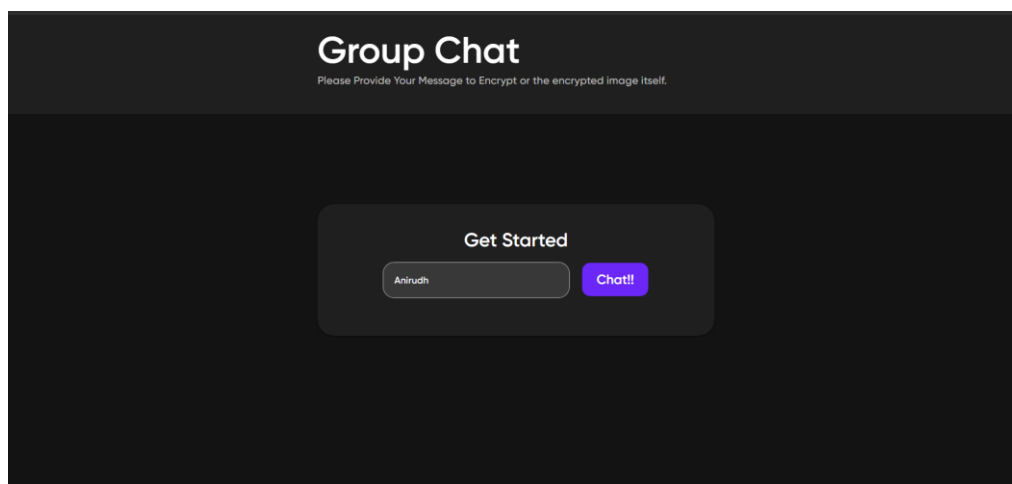 Group Chat
Please Provide Your Message to Encrypt or the encrypted image itself.
Get Started
Anirudh
Chat!!